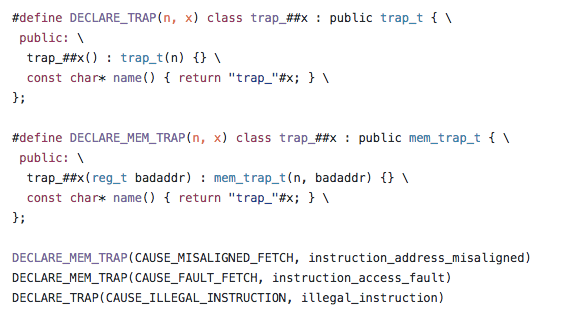 #define DECLARE_TRAP(n, x) class trap_##x : public trap_t { \
public: \
trap_##x() : trap_t(n) {} \
const char* name() { return "trap_"#x; } \
};
#define DECLARE_MEM_TRAP(n, x) class trap_##x : public mem_trap_t { \
public: \
trap_##x(reg_t badaddr) : mem_trap_t(n, badaddr) {} \
const char* name() { return "trap_"#x; } \
};
DECLARE_MEM_TRAP(CAUSE_MISALIGNED_FETCH, instruction_address_misaligned)
DECLARE_MEM_TRAP(CAUSE_FAULT_FETCH, instruction_access_fault)
DECLARE_TRAP(CAUSE_ILLEGAL_INSTRUCTION, illegal_instruction)